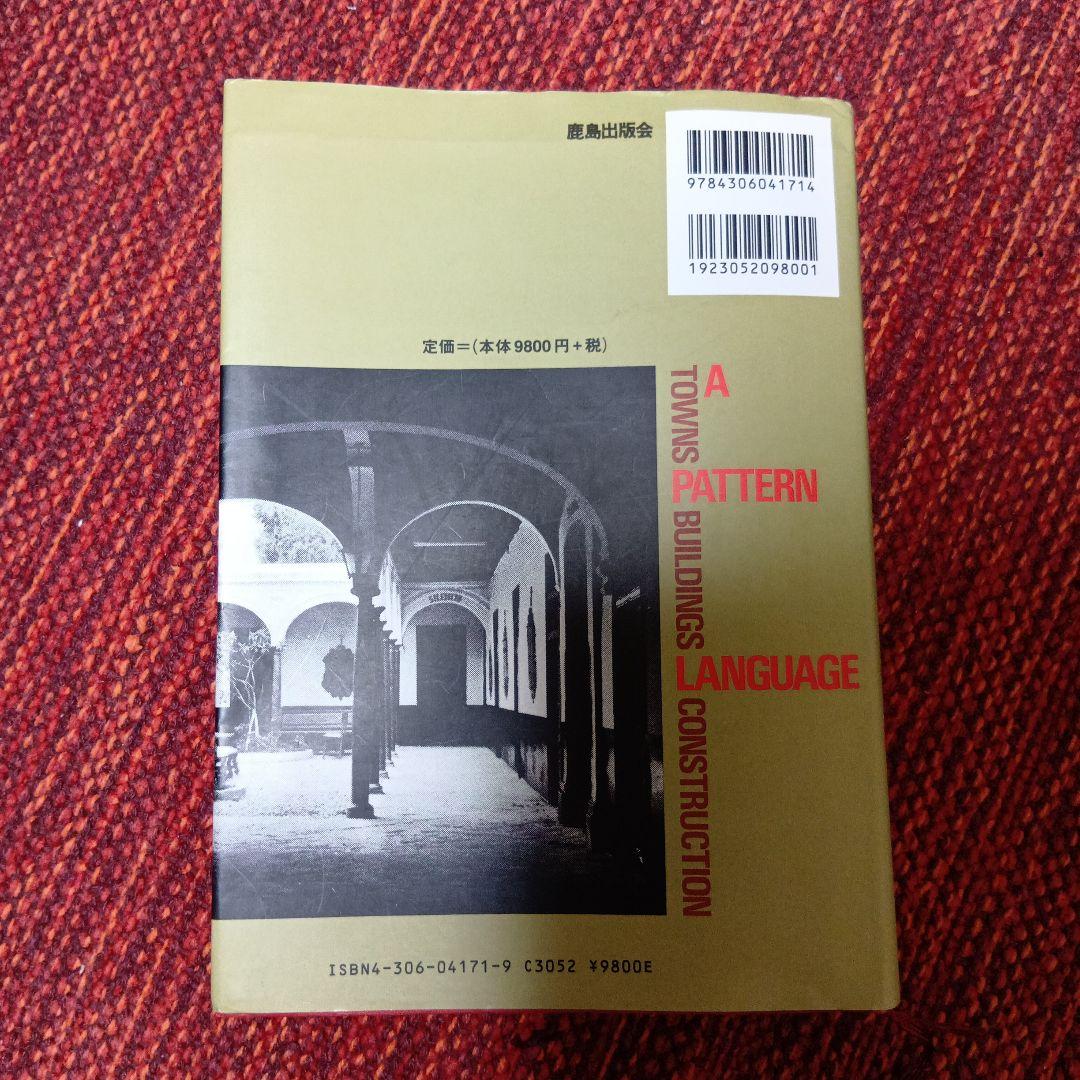 鹿島出版会
9784306041714
1923052098001
定価=(本体9800円+税)
A
PATTERN
LANGUAGE
TOWNS BUILDINGS CONSTRUCTION
ISBN4-306-04171-9 C3052 ¥9800E